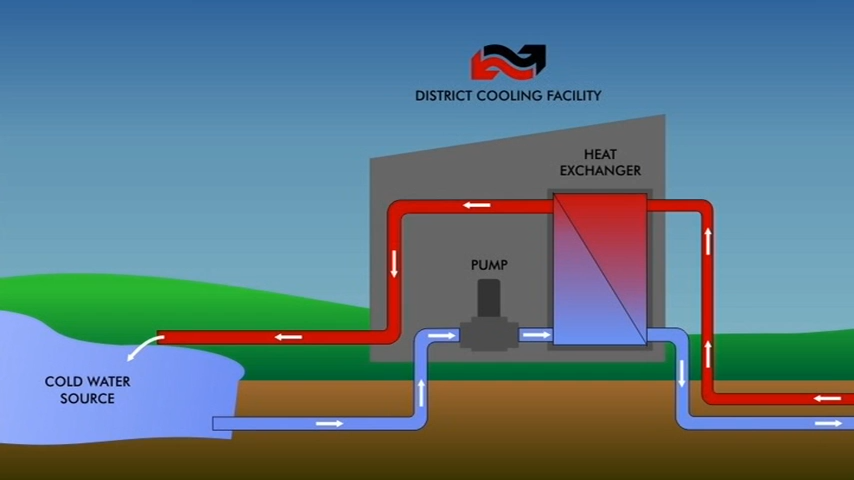 DISTRICT COOLING FACILITY
HEAT
EXCHANGER
PUMP
COLD WATER
SOURCE